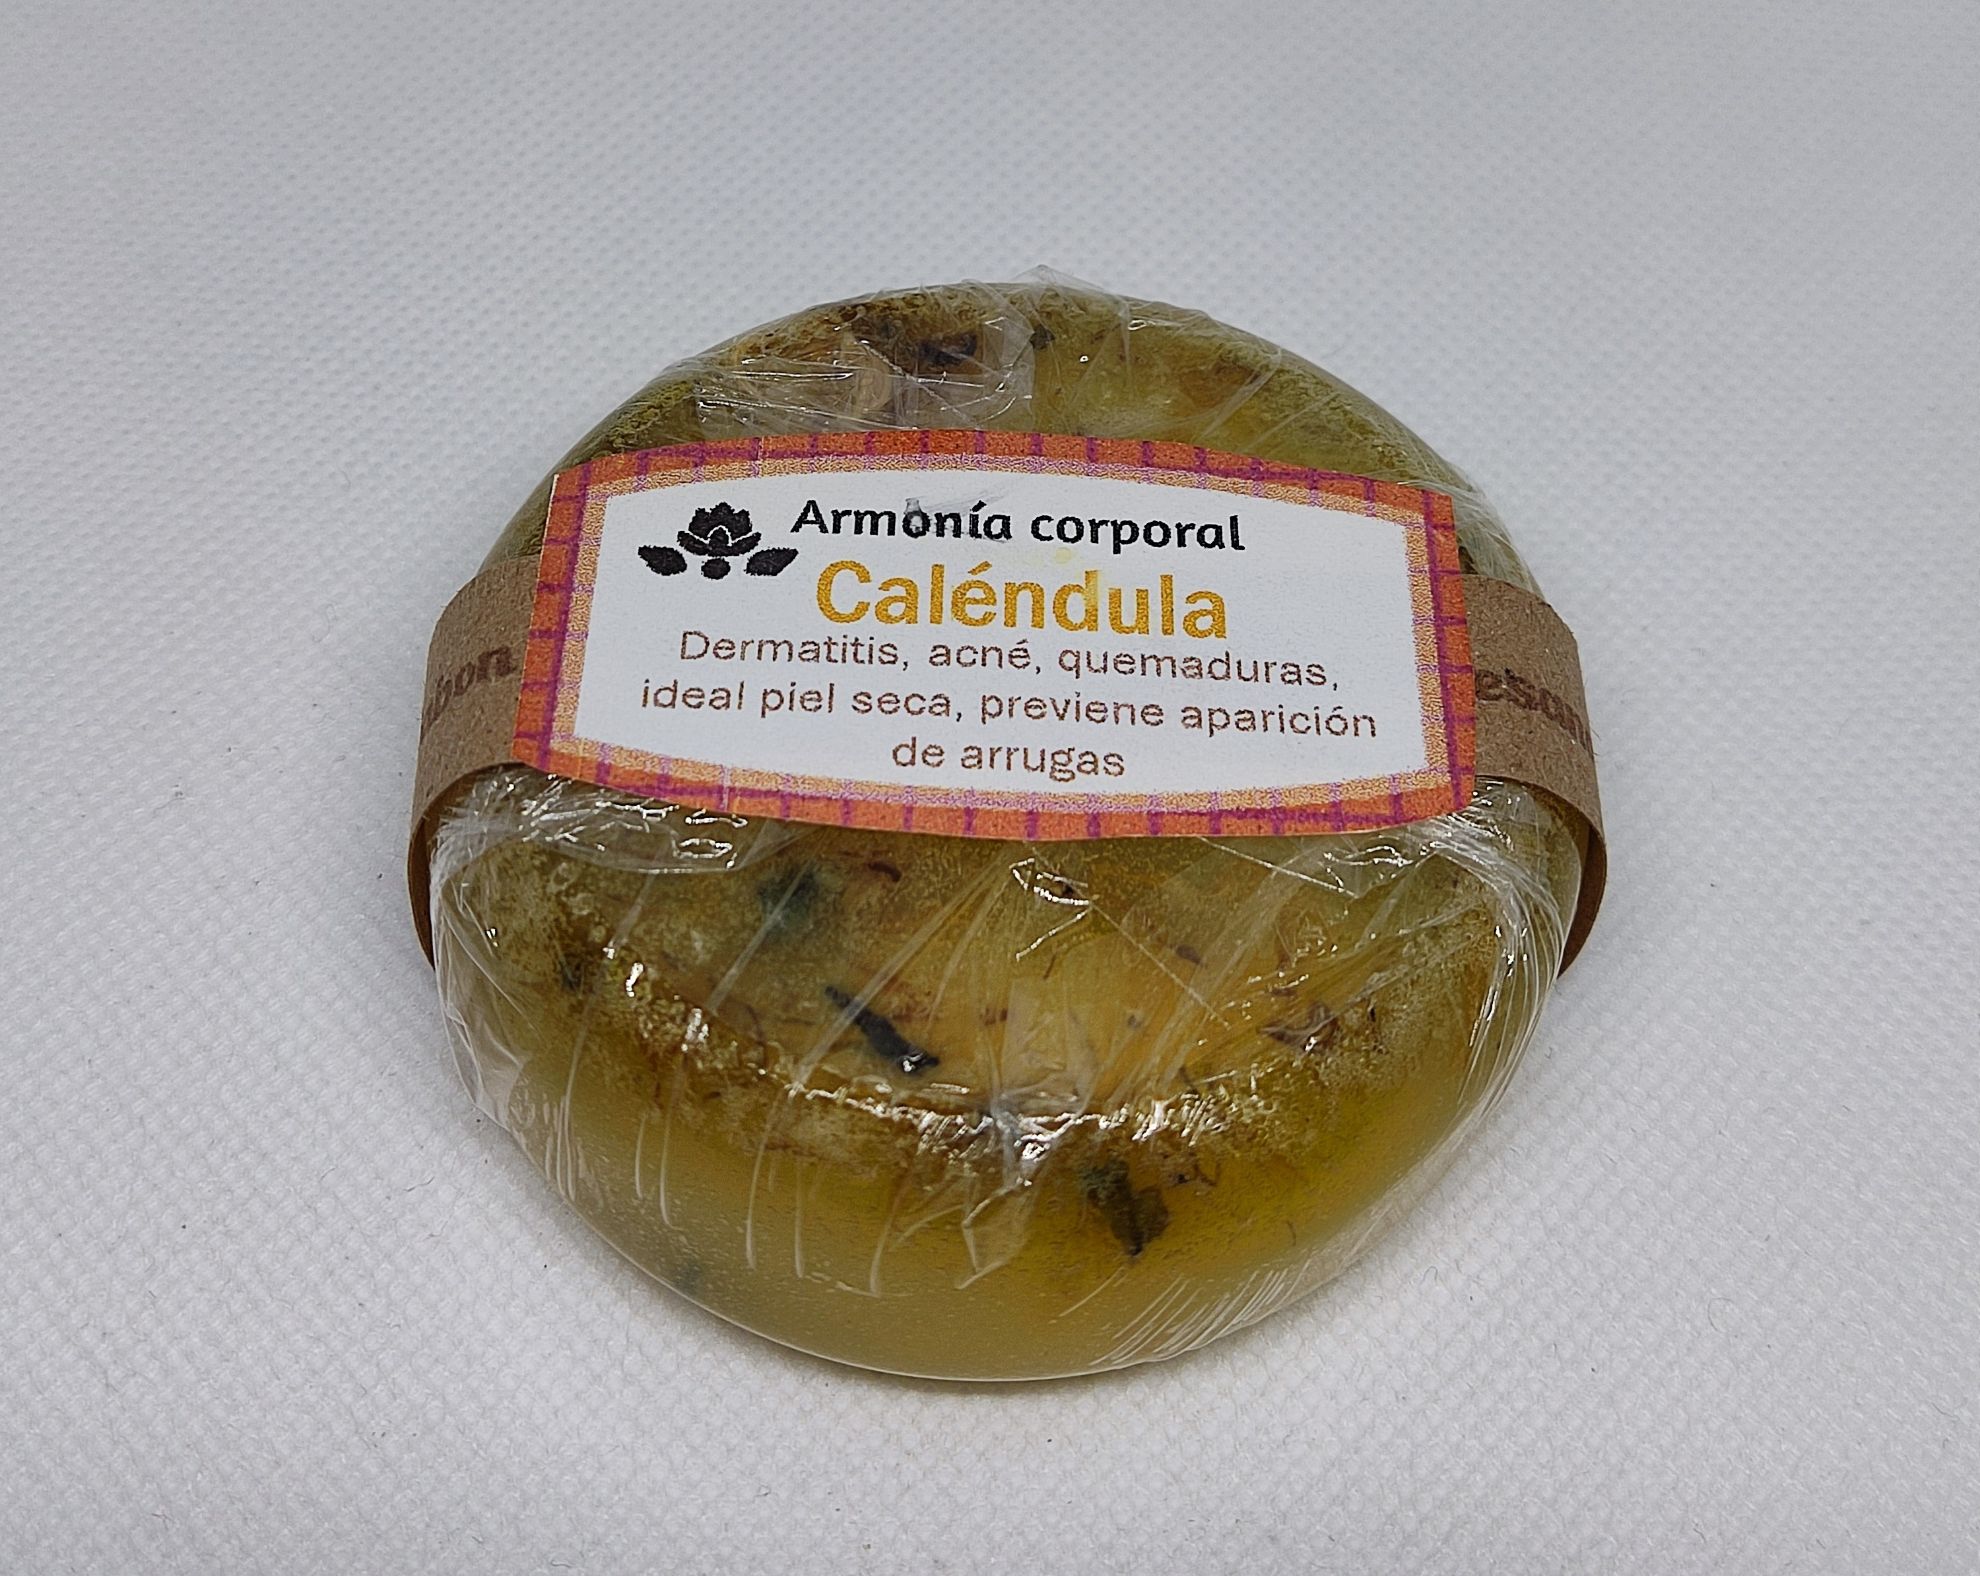 Armonía corporal
Caléndula
Dermatitis, acné, quemaduras,
ideal piel seca, previene aparición
de arrugas